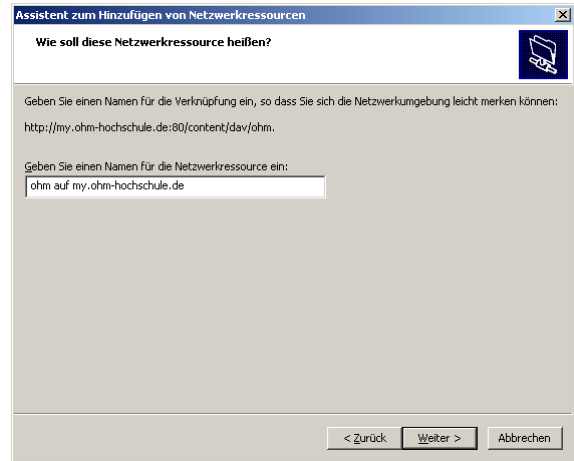 Assistent zum Hinzufügen von Netzwerkressourcen
Wie soll diese Netzwerkressource heißen?
Geben Sie einen Namen für die Verknüpfung ein, so dass Sie sich die Netzwerkumgebung leicht merken können:
http://my.ohm-hochschule.de:80/content/dav/ohm.
Geben Sie einen Namen für die Netzwerkressource ein:
ohm auf my.ohm-hochschule.de
< Zurück Weiter > Abbrechen